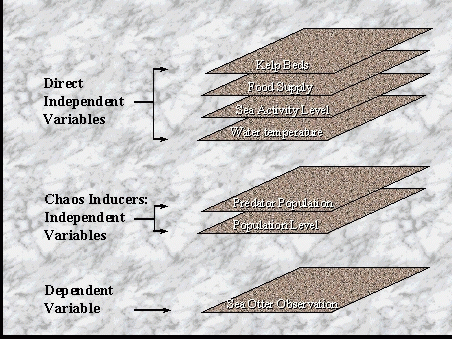 Kelp Beds
Food Supply
Sea Activity Level
Water temperature
Direct
Independent
Variables
Predator Population
Population Level
Chaos Inducers:
Independent
Variables
Sea Otter Observation
Dependent
Variable